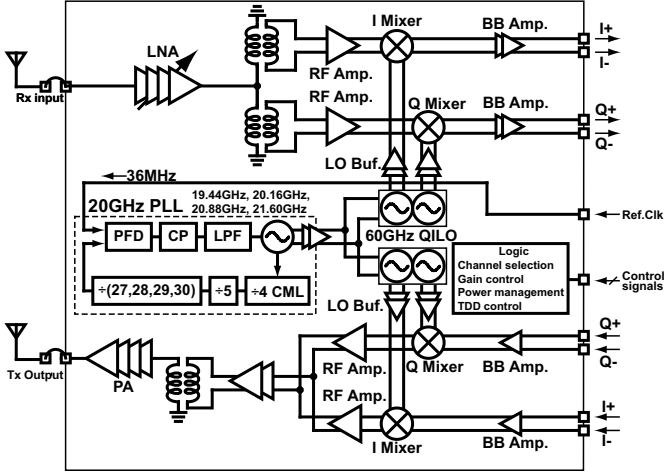 I Mixer
BB Amp.
I+
I-
LNA
RF Amp.
RF Amp.
Rx input
Q Mixer
BB Amp.
Q+
Q-
LO Buf.
36MHz
20GHz PLL
19.44GHz, 20.16GHz,
20.88GHz, 21.60GHz
Ref.Clk
PFD
CP
LPF
60GHz QILO
÷(27,28,29,30)
÷5
÷4 CML
Logic
Channel selection
Gain control
Power management
TDD control
Control
signals
LO Buf.
Q+
Q-
Tx Output
PA
RF Amp.
Q Mixer
BB Amp.
RF Amp.
I+
I-
I Mixer
BB Amp.